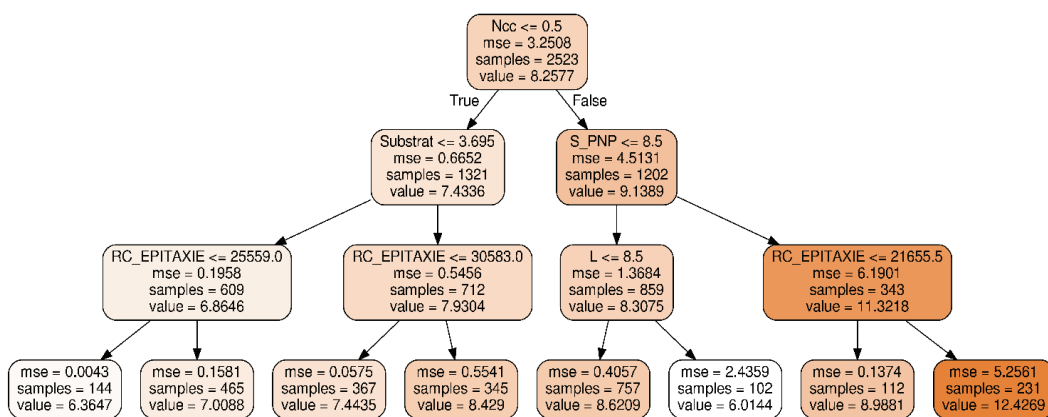 Ncc <= 0.5
mse = 3.2508
samples = 2523
value = 8.2577
True
False
Substrat <= 3.695
mse = 0.6652
samples = 1321
value = 7.4336
S_PNP <= 8.5
mse = 4.5131
samples = 1202
value = 9.1389
RC_EPITAXIE <= 25559.0
mse = 0.1958
samples = 609
value = 6.8646
RC_EPITAXIE <= 30583.0
mse = 0.5456
samples = 712
value = 7.9304
L <= 8.5
mse = 1.3684
samples = 859
value = 8.3075
RC_EPITAXIE <= 21655.5
mse = 6.1901
samples = 343
value = 11.3218
mse = 0.0043
samples = 144
value = 6.3647
mse = 0.1581
samples = 465
value = 7.0088
mse = 0.0575
samples = 367
value = 7.4435
mse = 0.5541
samples = 345
value = 8.429
mse = 0.4057
samples = 757
value = 8.6209
mse = 2.4359
samples = 102
value = 6.0144
mse = 0.1374
samples = 112
value = 8.9881
mse = 5.2561
samples = 231
value = 12.4269